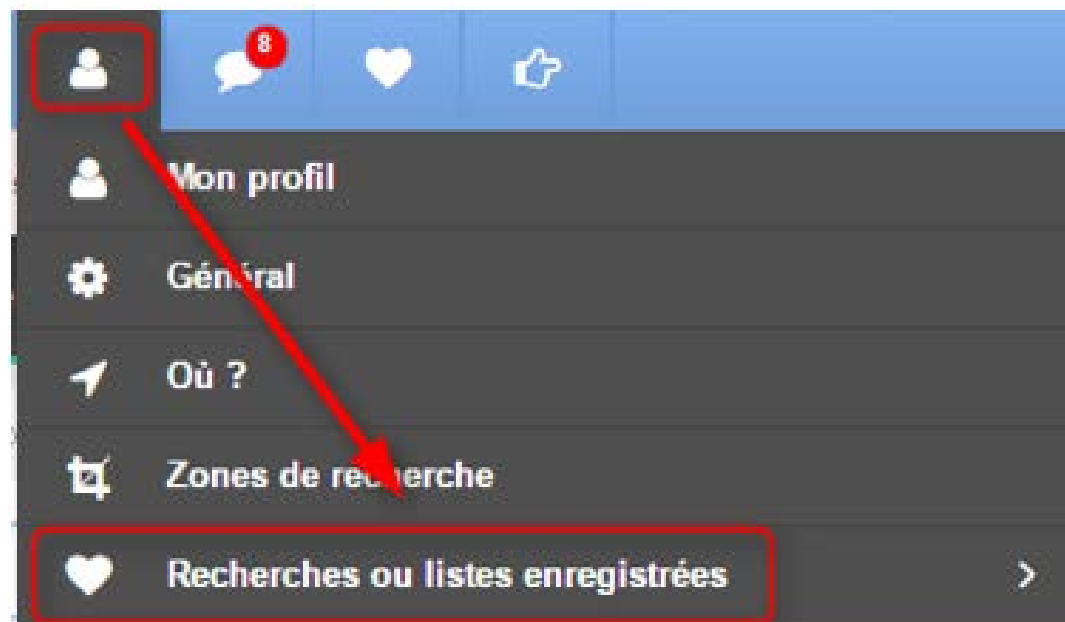 8
Mon profil
Général
Où ?
Zones de recherche
Recherches ou listes enregistrées